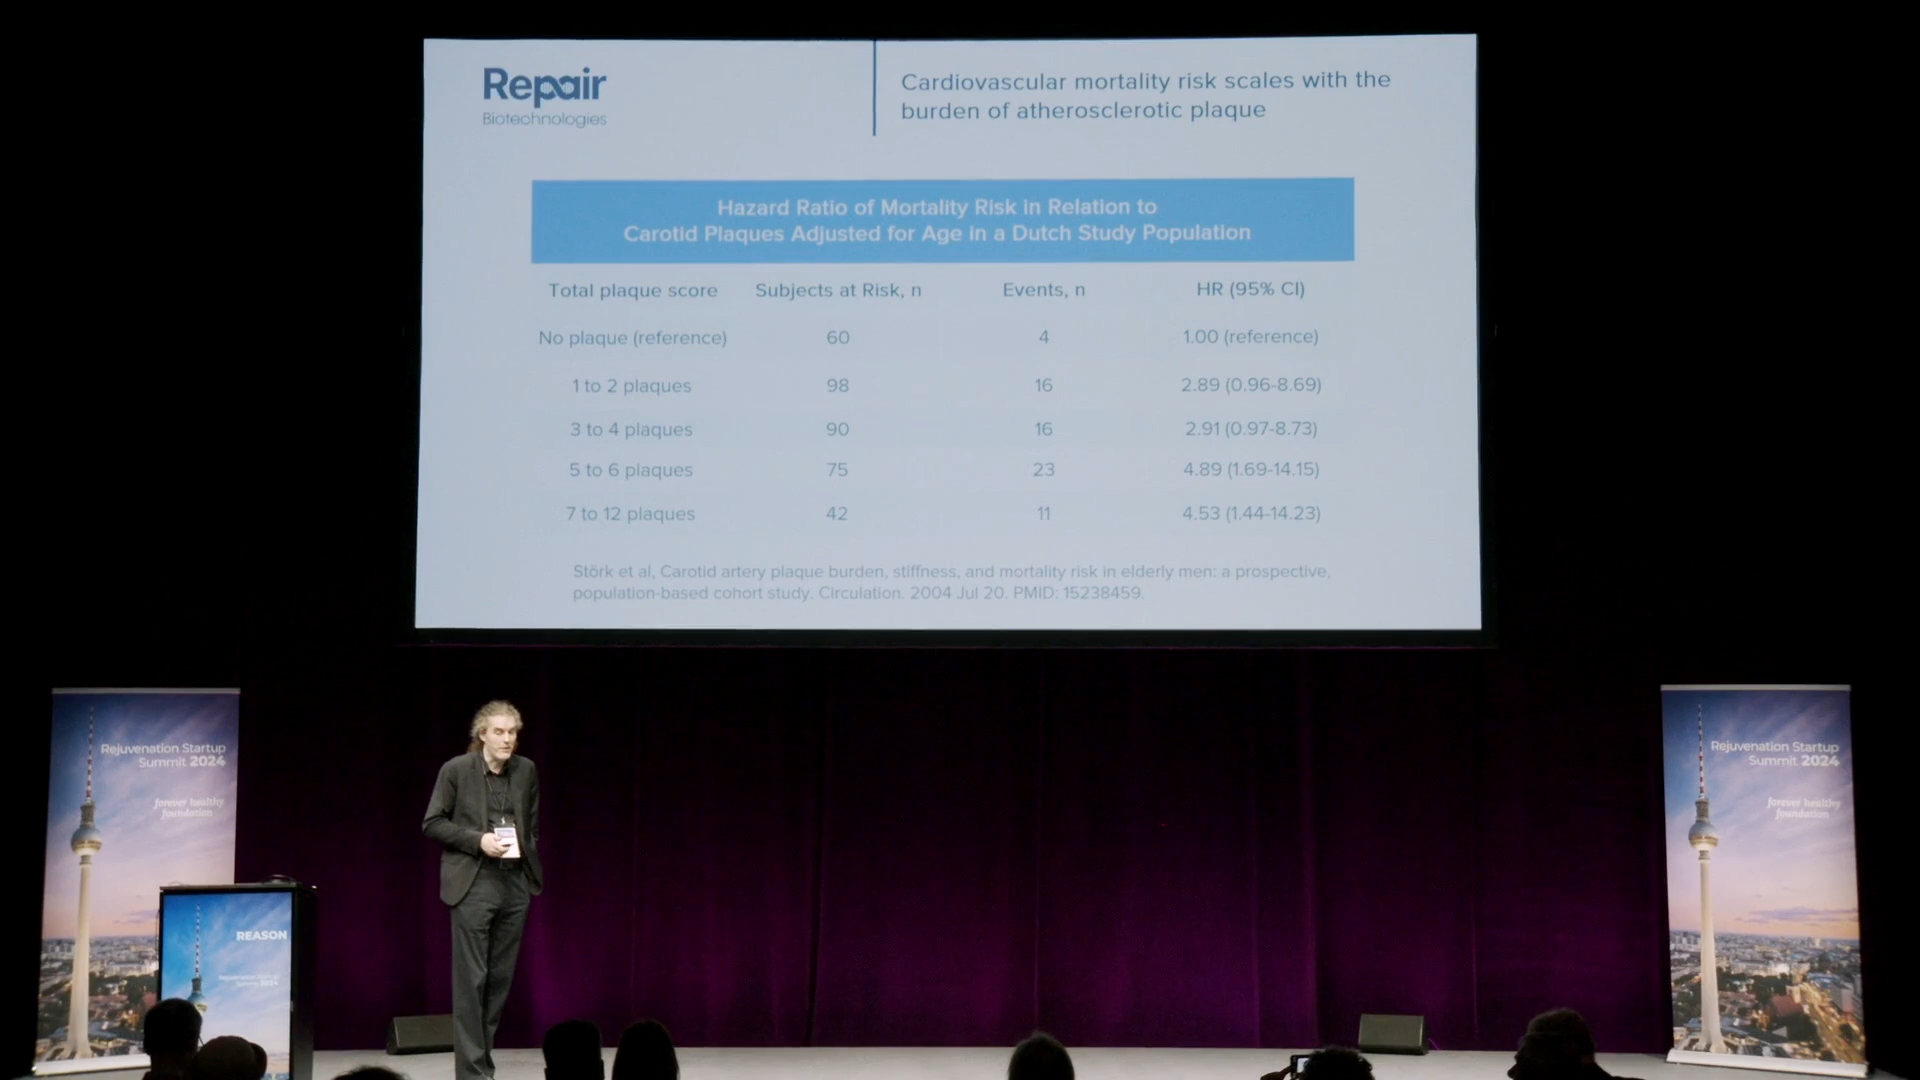 Repair
Biotechnologies
Cardiovascular mortality risk scales with the
burden of atherosclerotic plaque
Hazard Ratio of Mortality Risk in Relation to
Carotid Plaques Adjusted for Age in a Dutch Study Population
Total plaque score Subjects at Risk, n Events, n HR (95% CI)
No plaque (reference) 60 4 1.00 (reference)
1 to 2 plaques 98 16 2.89 (0.96-8.69)
3 to 4 plaques 90 16 2.91 (0.97-8.73)
5 to 6 plaques 75 23 4.89 (1.69-14.15)
7 to 12 plaques 42 11 4.53 (1.44-14.23)
Störk et al, Carotid artery plaque burden, stiffness, and mortality risk in elderly men: a prospective,
population-based cohort study. Circulation. 2004 Jul 20. PMID: 15238459.
Rejuvenation Startup
Summit 2024
forever healthy
foundation
REASON
Rejuvenation Startup
Summit 2024
Rejuvenation Startup
Summit 2024
forever healthy
foundation